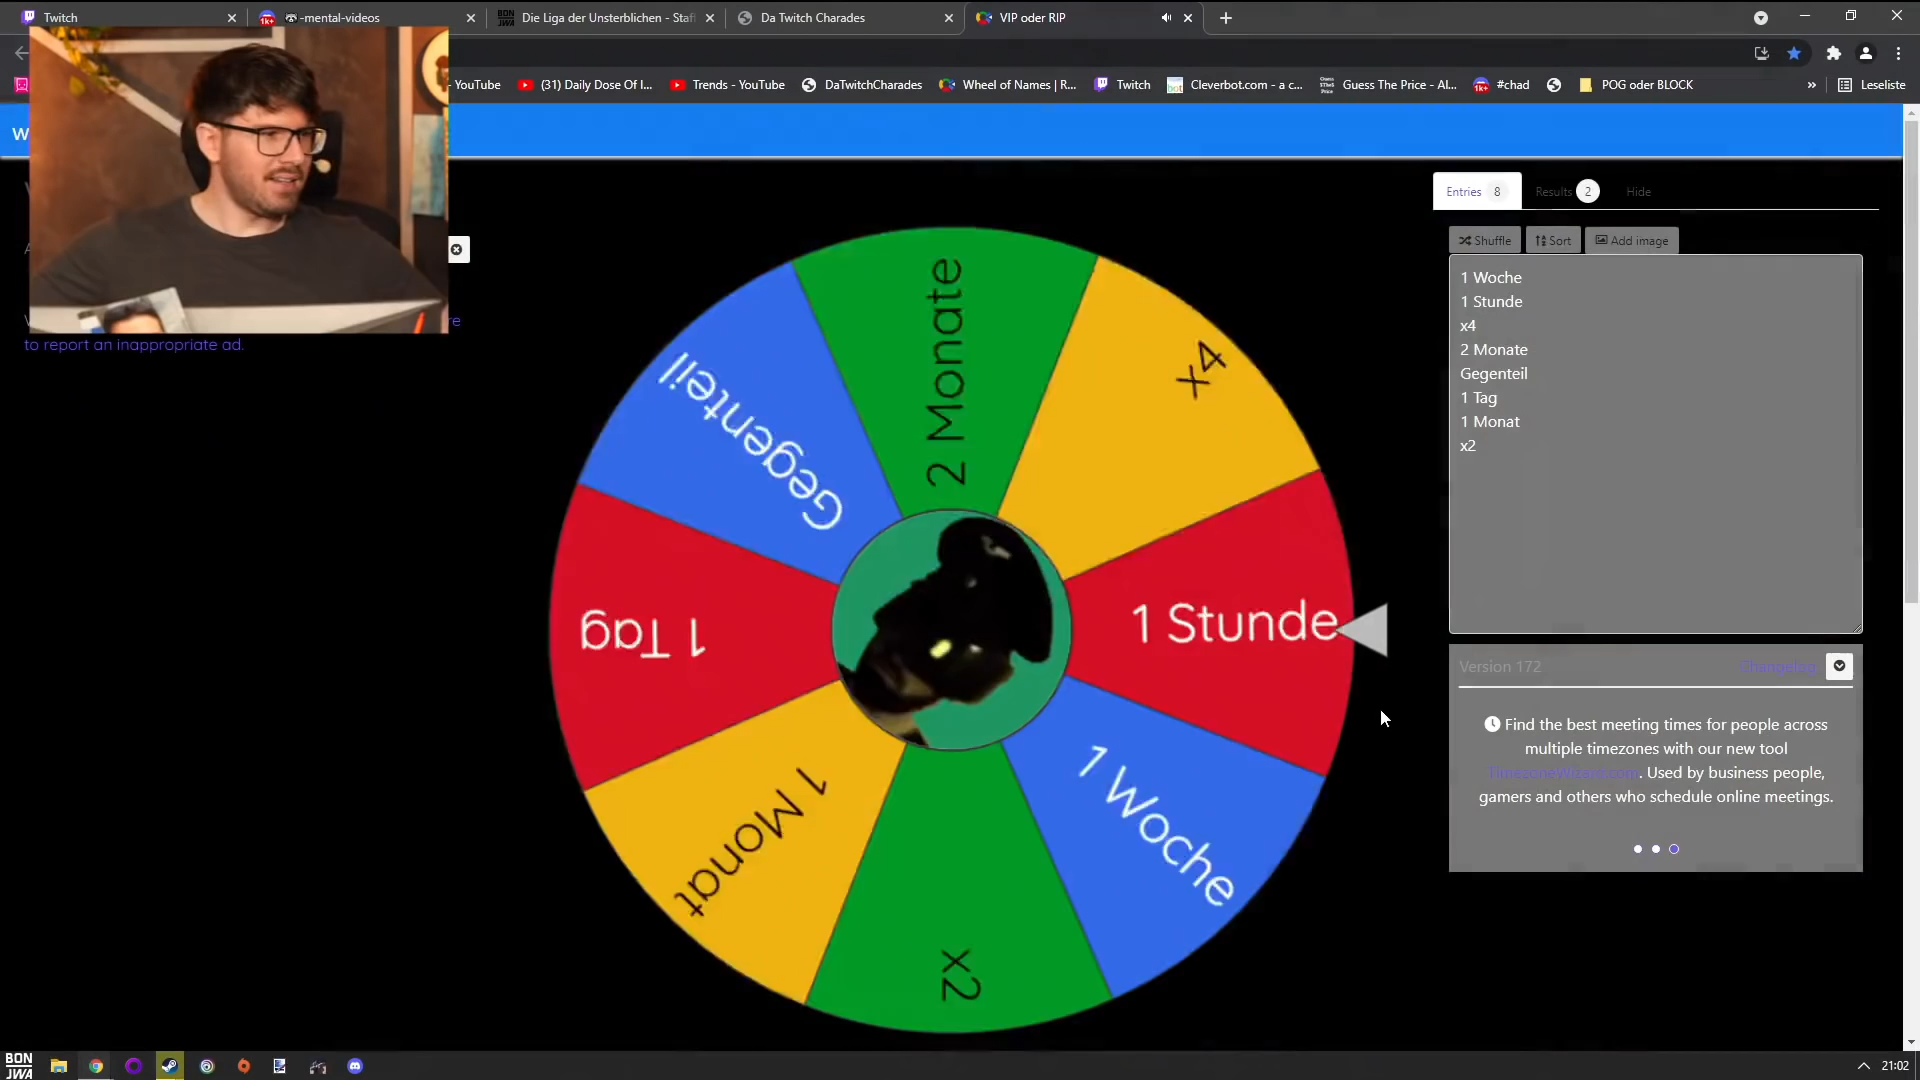 Twitch
-mental-videos
Die Liga der Unsterblichen - Staf
Da Twitch Charades
VIP oder RIP
YouTube
(31) Daily Dose Of I...
Trends - YouTube
DaTwitchCharades
Wheel of Names | R...
Twitch
Cleverbot.com - a c...
Guess The Price - Al...
#chad
POG oder BLOCK
»
Leseliste
Entries 8
Results 2
Hide
Shuffle
Sort
Add image
1 Woche
1 Stunde
x4
2 Monate
Gegenteil
1 Tag
1 Monat
x2
to report an inappropriate ad.
2 Monate
x4
1 Stunde
1 Woche
x2
1 Monat
1 Tag
Gegenteil
Version 172
Changelog
Find the best meeting times for people across
multiple timezones with our new tool
TimezoneWizard.com. Used by business people,
gamers and others who schedule online meetings.
BON
JWA
21:02